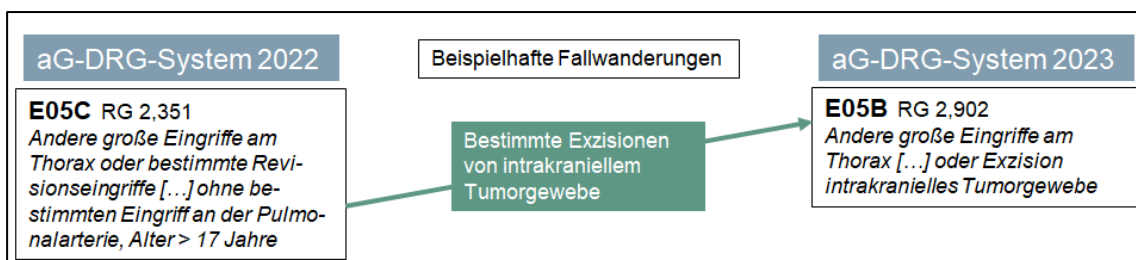 aG-DRG-System 2022
Beispielhafte Fallwanderungen
aG-DRG-System 2023
E05C RG 2,351
Andere große Eingriffe am
Thorax oder bestimmte Revi-
sionseingriffe […] ohne be-
stimmten Eingriff an der Pulmo-
nalarterie, Alter > 17 Jahre
Bestimmte Exzisionen
von intrakraniellem
Tumorgewebe
E05B RG 2,902
Andere große Eingriffe am
Thorax […] oder Exzision
intrakranielles Tumorgewebe